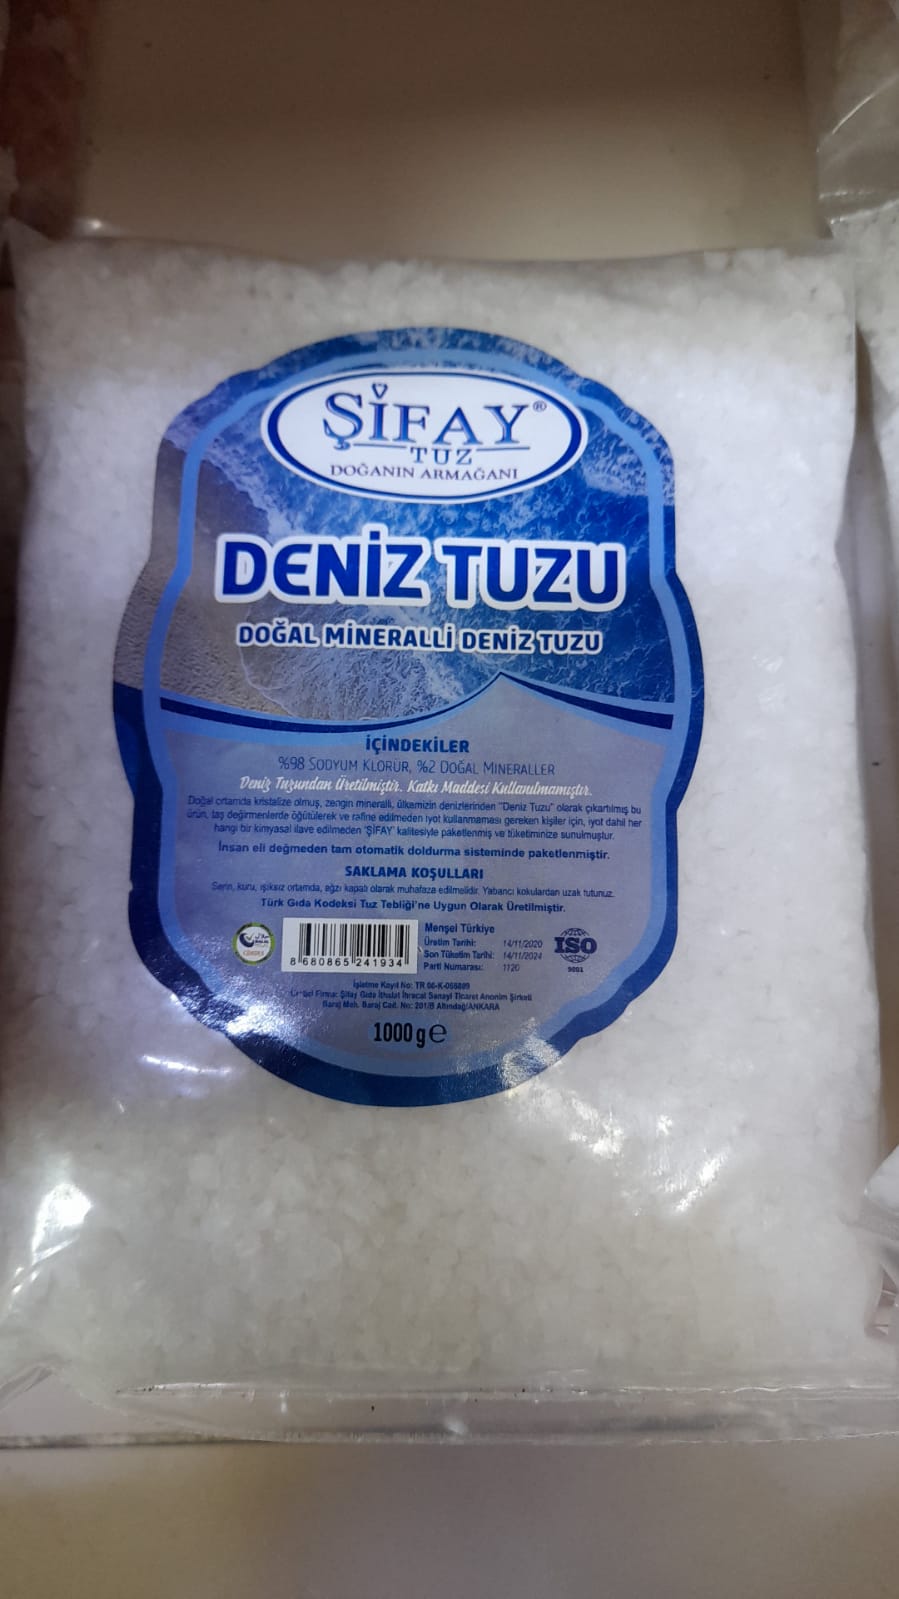 ŞİFAY®
TUZ
DOĞANIN ARMAĞANI
DENİZ TUZU
DOĞAL MİNERALLİ DENİZ TUZU
İÇİNDEKİLER
%98 SODYUM KLORÜR, %2 DOĞAL MİNERALLER
Deniz Tuzundan Üretilmiştir. Katkı Maddesi Kullanılmamıştır.
Doğal ortamda kristalize olmuş, zengin mineralli, ülkemizin denizlerinden "Deniz Tuzu" olarak çıkartılmış bu
ürün, taş değirmenlerde öğütülerek ve rafine edilmeden iyot kullanmaması gereken kişiler için, iyot dahil her
hangi bir kimyasal ilave edilmeden 'ŞİFAY' kalitesiyle paketlenmiş ve tüketiminize sunulmuştur.
İnsan eli değmeden tam otomatik doldurma sisteminde paketlenmiştir.
SAKLAMA KOŞULLARI
Serin, kuru, ışıksız ortamda, ağzı kapalı olarak muhafaza edilmelidir. Yabancı kokulardan uzak tutunuz.
Türk Gıda Kodeksi Tuz Tebliği'ne Uygun Olarak Üretilmiştir.
Menşei Türkiye
Üretim Tarihi: 14/11/2020
Son Tüketim Tarihi: 14/11/2024
Parti Numarası: 1120
8 680865 241934
ISO
9001
İşletme Kayıt No: TR 06-K-
Firma: Şifay Gıda İthalat İhracat Sanayi Ticaret Anonim Şirketi
Baraj Mah. Baraj Cad. No: 201/B Altındağ/ANKARA
1000 g ℮